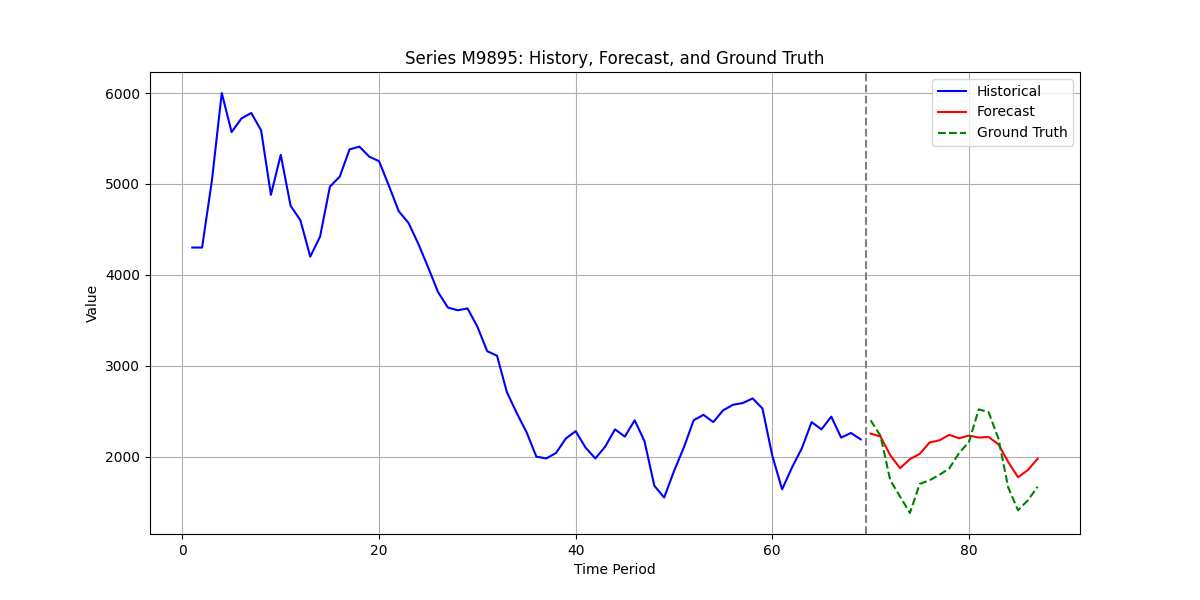 Series M9895: History, Forecast, and Ground Truth
Historical
Forecast
Ground Truth
Value
6000
5000
4000
3000
2000
0 20 40 60 80
Time Period